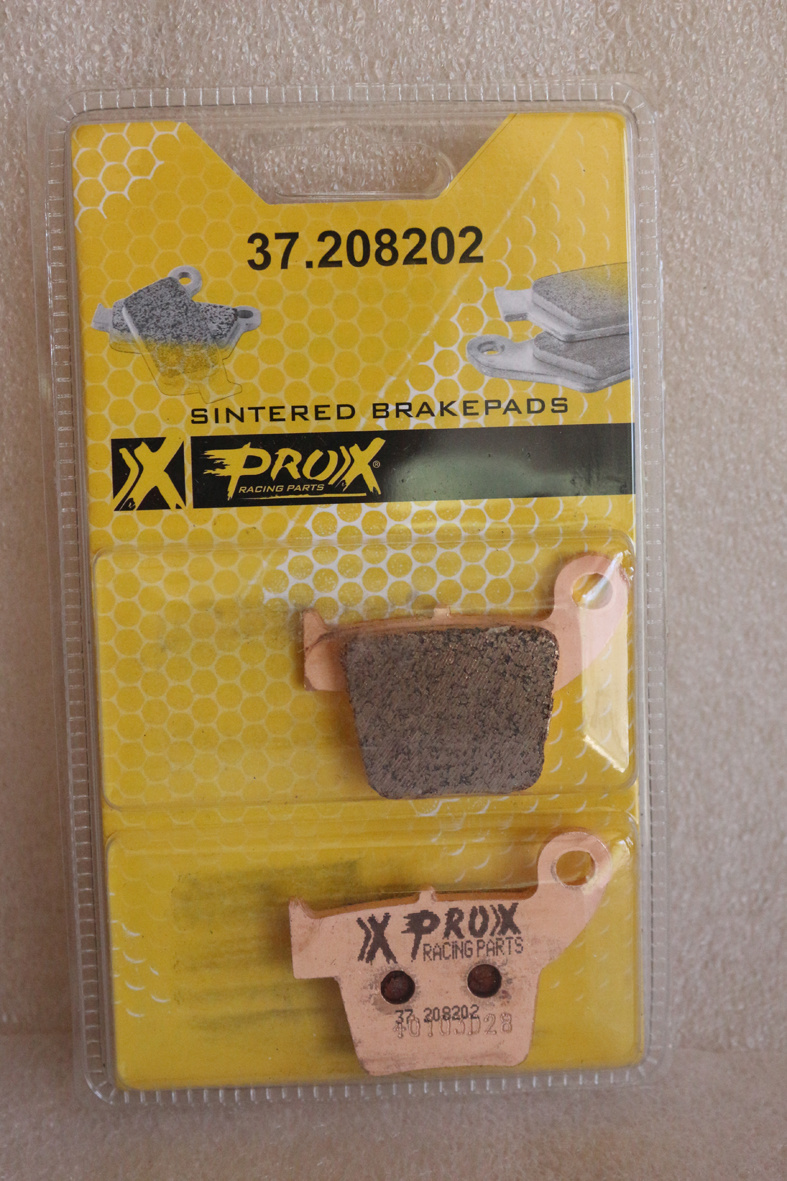 37.208202
SINTERED BRAKEPADS
PROX®
RACING PARTS
PROX
RACING PARTS
37 208202